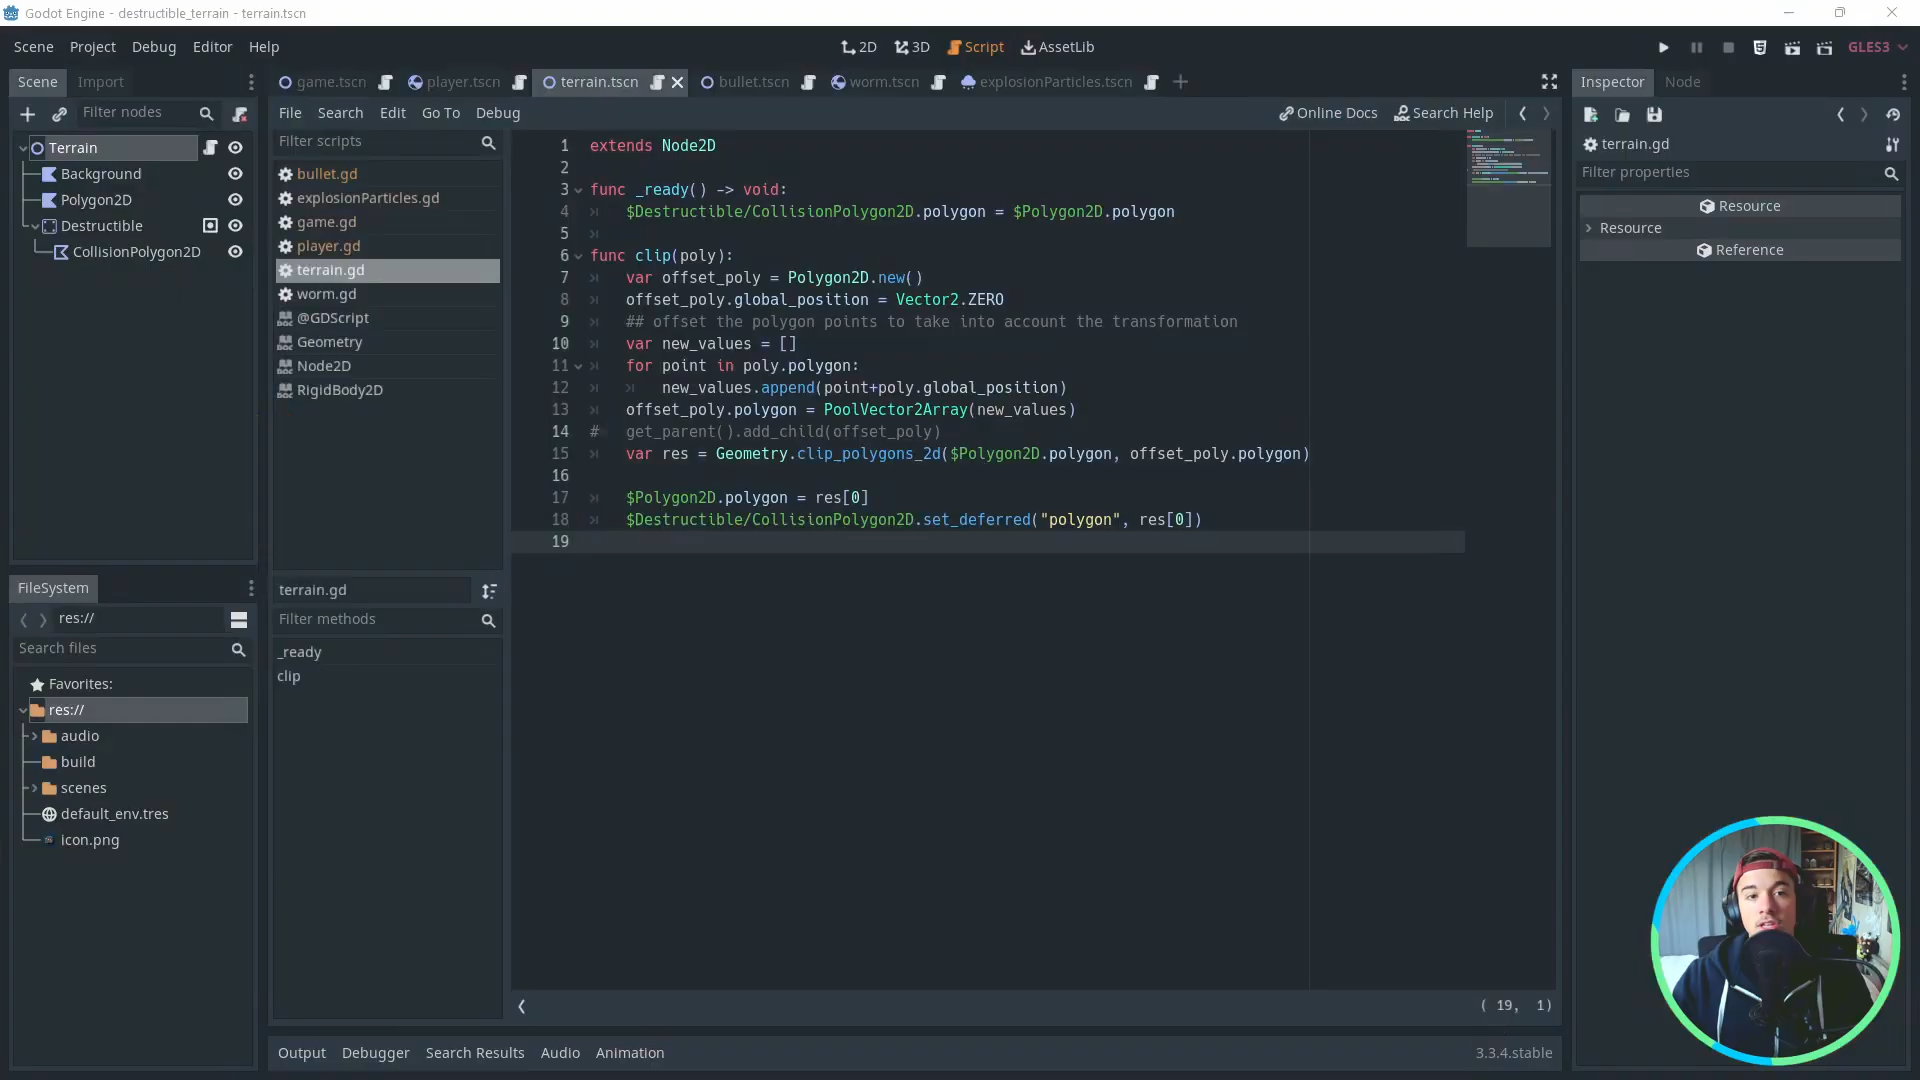 Godot Engine - destructible_terrain - terrain.tscn
Scene Project Debug Editor Help
2D 3D Script AssetLib
GLES3
Scene Import
Filter nodes
Terrain
Background
Polygon2D
Destructible
CollisionPolygon2D
FileSystem
res://
Search files
Favorites:
res://
audio
build
scenes
default_env.tres
icon.png
game.tscn player.tscn terrain.tscn bullet.tscn worm.tscn explosionParticles.tscn
File Search Edit Go To Debug
Online Docs Search Help
Filter scripts
bullet.gd
explosionParticles.gd
game.gd
player.gd
terrain.gd
worm.gd
@GDScript
Geometry
Node2D
RigidBody2D
terrain.gd
Filter methods
_ready
clip
1 extends Node2D
2
3 func _ready() -> void:
4 $Destructible/CollisionPolygon2D.polygon = $Polygon2D.polygon
5
6 func clip(poly):
7 var offset_poly = Polygon2D.new()
8 offset_poly.global_position = Vector2.ZERO
9 ## offset the polygon points to take into account the transformation
10 var new_values = []
11 for point in poly.polygon:
12 new_values.append(point+poly.global_position)
13 offset_poly.polygon = PoolVector2Array(new_values)
14 # get_parent().add_child(offset_poly)
15 var res = Geometry.clip_polygons_2d($Polygon2D.polygon, offset_poly.polygon)
16
17 $Polygon2D.polygon = res[0]
18 $Destructible/CollisionPolygon2D.set_deferred("polygon", res[0])
19
( 19, 1)
Output Debugger Search Results Audio Animation
3.3.4.stable
Inspector Node
terrain.gd
Filter properties
Resource
Resource
Reference